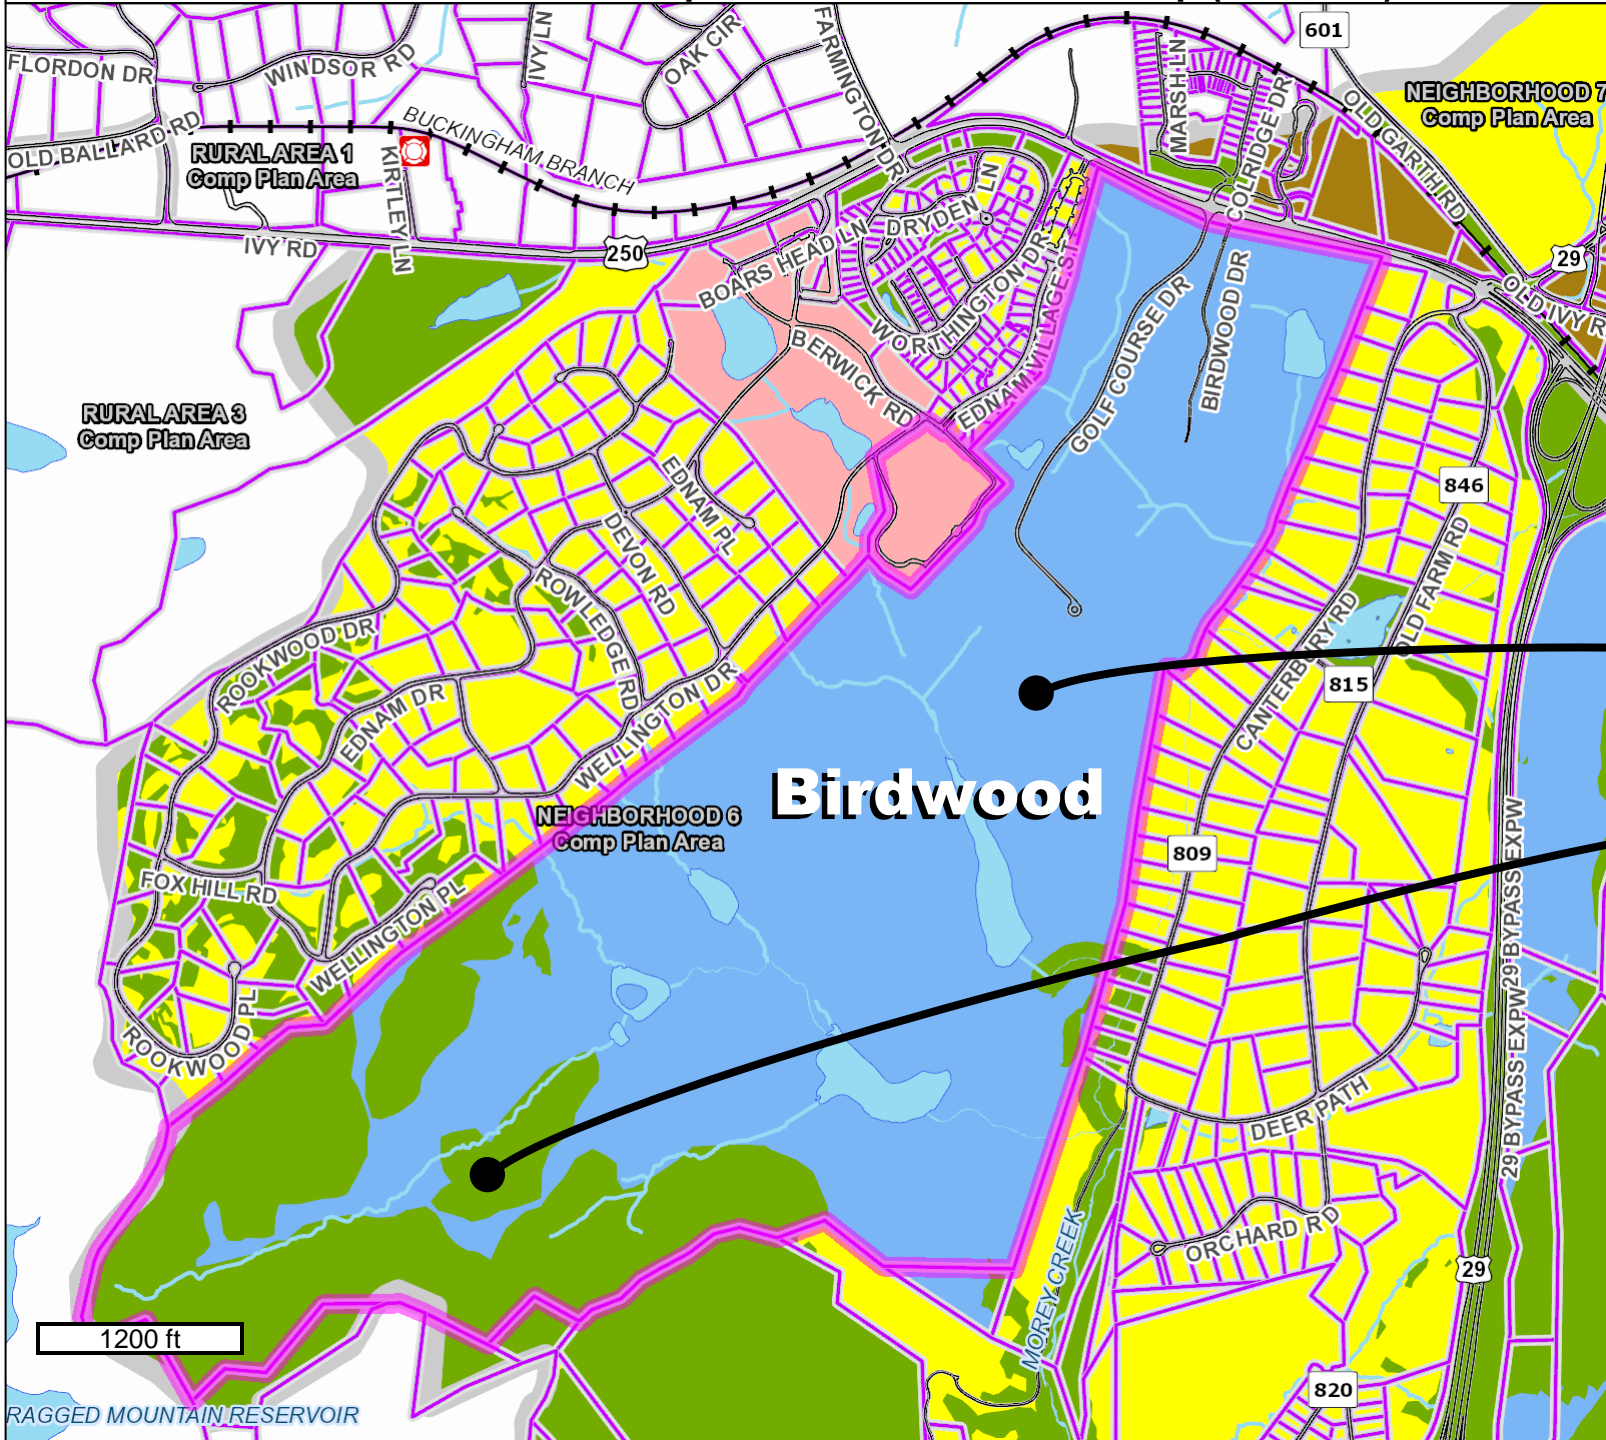 601
FLORDON DR
WINDSOR RD
IVY LN
OAK CIR
FARMINGTON DR
MARSH LN
COLRIDGE DR
OLD GARTH RD
NEIGHBORHOOD 7
Comp Plan Area
OLD BALLARD RD
RURAL AREA 1
Comp Plan Area
KIRTLEY LN
BUCKINGHAM BRANCH
IVY RD
250
BOARS HEAD LN
DRYDEN LN
WORTHINGTON DR
EDNAM VILLAGE ST
BERWICK RD
GOLF COURSE DR
BIRDWOOD DR
29
OLD IVY R
RURAL AREA 3
Comp Plan Area
EDNAM PL
DEVON RD
ROWLEDGE RD
ROOKWOOD DR
EDNAM DR
WELLINGTON DR
846
OLD FARM RD
CANTERBURY RD
815
Birdwood
NEIGHBORHOOD 6
Comp Plan Area
809
FOX HILL RD
WELLINGTON PL
ROOKWOOD PL
29 BYPASS EXPW
29 BYPASS EXPW
DEER PATH
ORCHARD RD
MOREY CREEK
29
1200 ft
820
RAGGED MOUNTAIN RESERVOIR